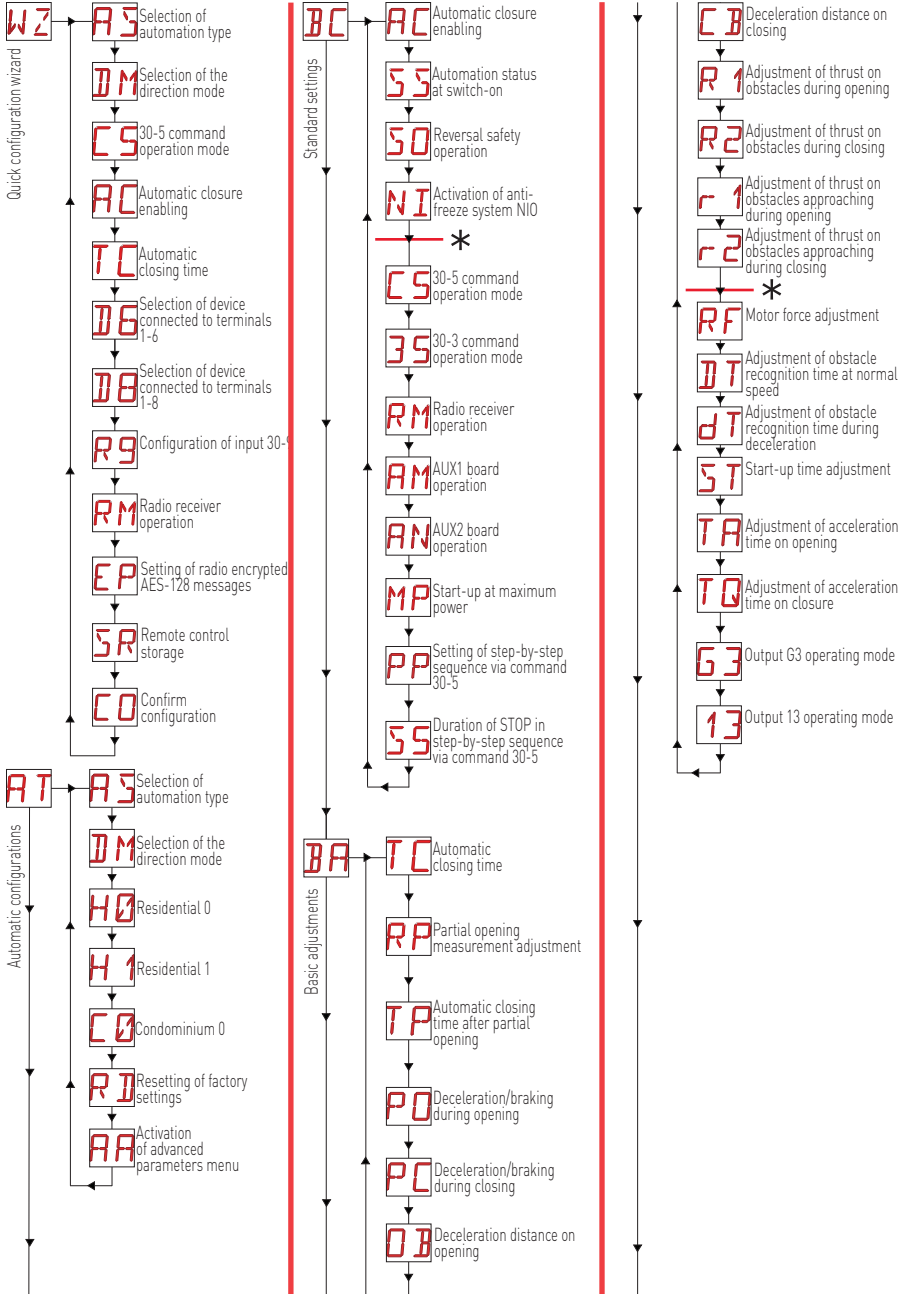 WZ
Quick configuration wizard
AS
Selection of
automation type
DM
Selection of the
direction mode
CS
30-5 command
operation mode
AC
Automatic closure
enabling
TC
Automatic
closing time
D6
Selection of device
connected to terminals
1-6
D8
Selection of device
connected to terminals
1-8
R9
Configuration of input 30-9
RM
Radio receiver
operation
EP
Setting of radio encrypted
AES-128 messages
SR
Remote control
storage
CO
Confirm
configuration
AT
Automatic configurations
AS
Selection of
automation type
DM
Selection of the
direction mode
H0
Residential 0
H1
Residential 1
C0
Condominium 0
RD
Resetting of factory
settings
AA
Activation
of advanced
parameters menu
BC
Standard settings
AC
Automatic closure
enabling
SS
Automation status
at switch-on
SO
Reversal safety
operation
NI
Activation of anti-
freeze system NIO
*
CS
30-5 command
operation mode
3S
30-3 command
operation mode
RM
Radio receiver
operation
AM
AUX1 board
operation
AN
AUX2 board
operation
MP
Start-up at maximum
power
PP
Setting of step-by-step
sequence via command
30-5
S5
Duration of STOP in
step-by-step sequence
via command 30-5
BA
Basic adjustments
TC
Automatic
closing time
RP
Partial opening
measurement adjustment
TP
Automatic closing
time after partial
opening
PO
Deceleration/braking
during opening
PC
Deceleration/braking
during closing
OB
Deceleration distance on
opening
CB
Deceleration distance on
closing
R1
Adjustment of thrust on
obstacles during opening
R2
Adjustment of thrust on
obstacles during closing
r1
Adjustment of thrust on
obstacles approaching
during opening
r2
Adjustment of thrust on
obstacles approaching
during closing
*
RF
Motor force adjustment
DT
Adjustment of obstacle
recognition time at normal
speed
dT
Adjustment of obstacle
recognition time during
deceleration
ST
Start-up time adjustment
TA
Adjustment of acceleration
time on opening
TQ
Adjustment of acceleration
time on closure
G3
Output G3 operating mode
13
Output 13 operating mode